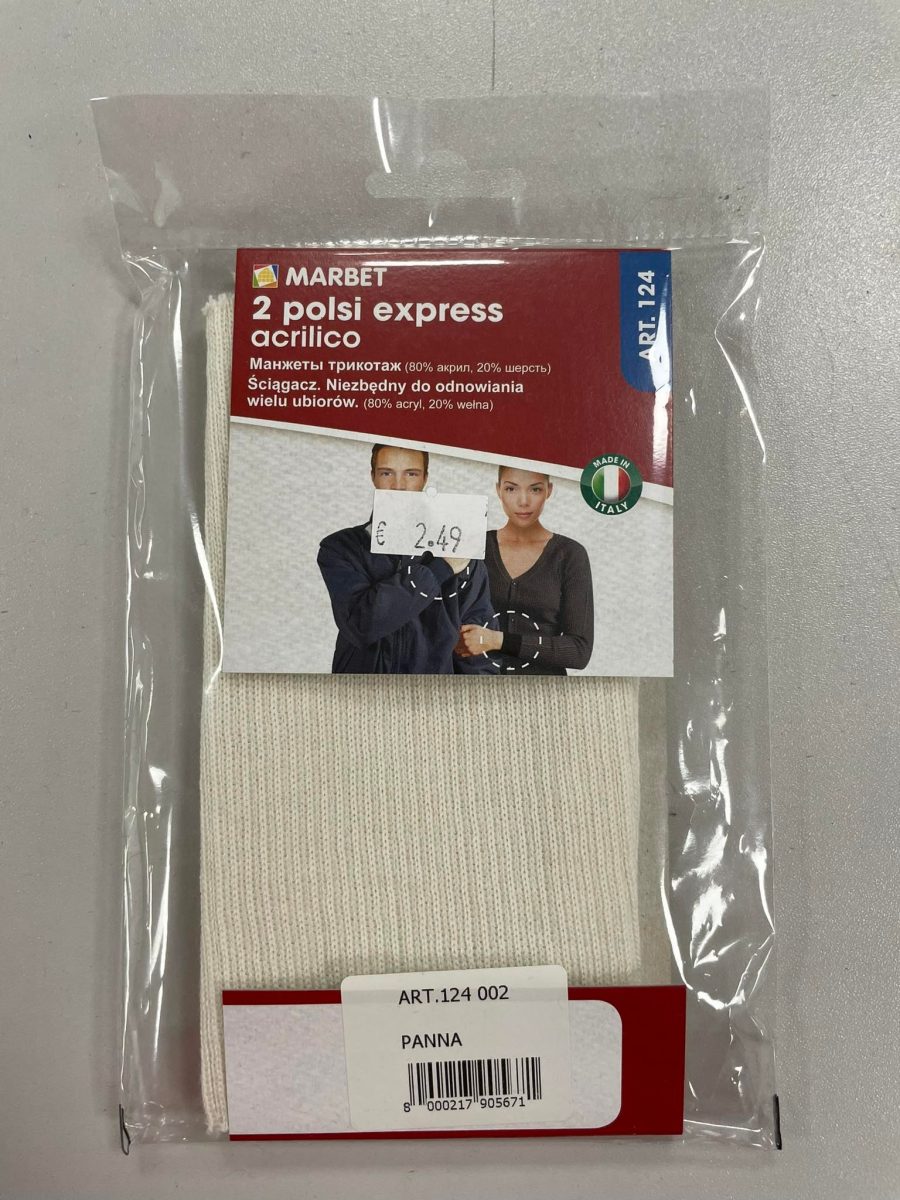 MARBET
2 polsi express
acrilico
ART. 124
Манжеты трикотаж (80% акрил, 20% шерсть)
Ściągacz. Niezbędny do odnowiania
wielu ubiorów. (80% acryl, 20% wełna)
MADE IN
ITALY
€ 2.49
ART.124 002
PANNA
8 000217 905671